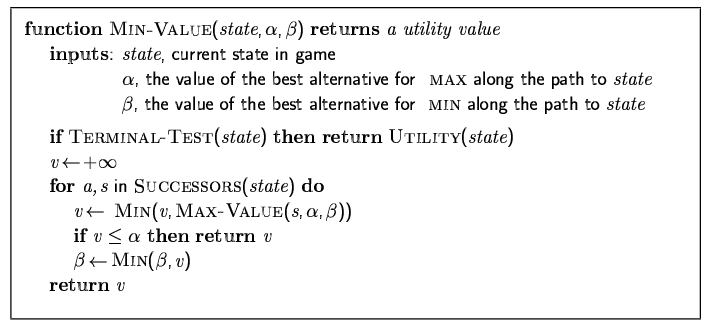 function MIN-VALUE(state, α, β) returns a utility value
inputs: state, current state in game
α, the value of the best alternative for MAX along the path to state
β, the value of the best alternative for MIN along the path to state
if TERMINAL-TEST(state) then return UTILITY(state)
v ← +∞
for a, s in SUCCESSORS(state) do
v ← MIN(v, MAX-VALUE(s, α, β))
if v ≤ α then return v
β ← MIN(β, v)
return v